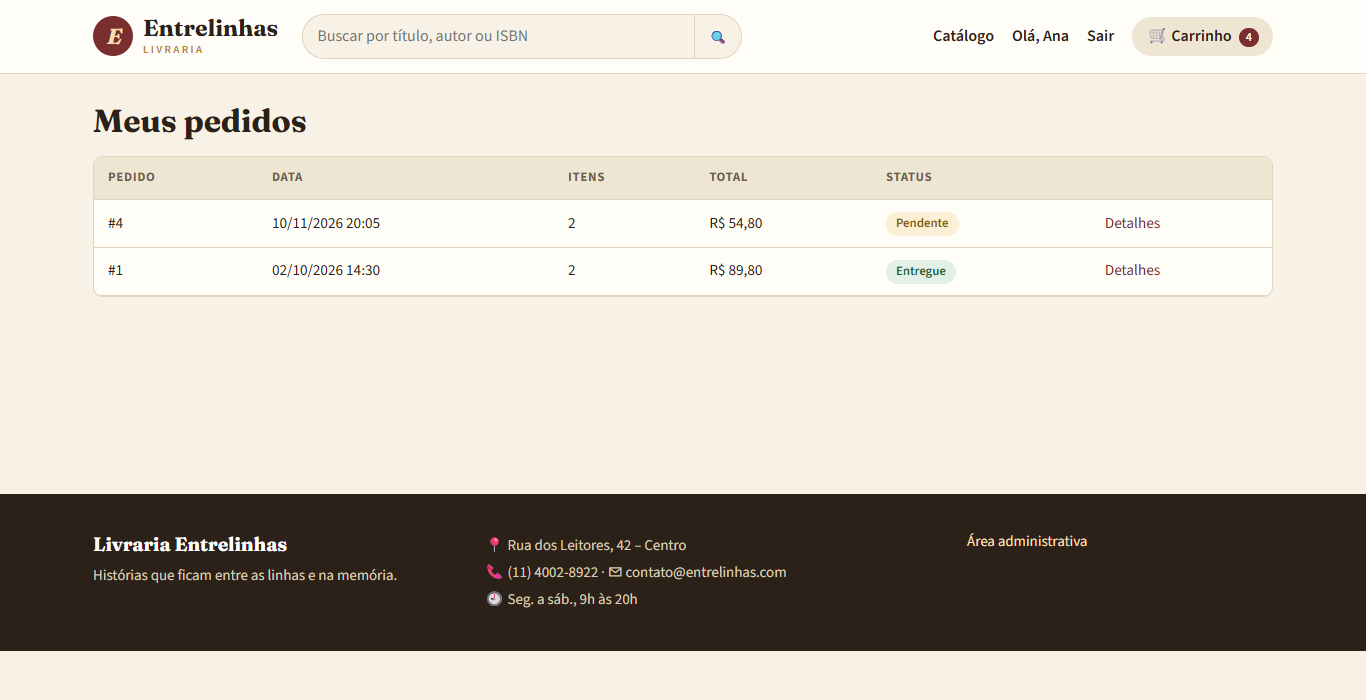 E Entrelinhas
LIVRARIA
Buscar por título, autor ou ISBN
Catálogo Olá, Ana Sair Carrinho 4
Meus pedidos
PEDIDO DATA ITENS TOTAL STATUS
#4 10/11/2026 20:05 2 R$ 54,80 Pendente Detalhes
#1 02/10/2026 14:30 2 R$ 89,80 Entregue Detalhes
Livraria Entrelinhas
Histórias que ficam entre as linhas e na memória.
Rua dos Leitores, 42 – Centro
(11) 4002-8922 · ✉ contato@entrelinhas.com
Seg. a sáb., 9h às 20h
Área administrativa